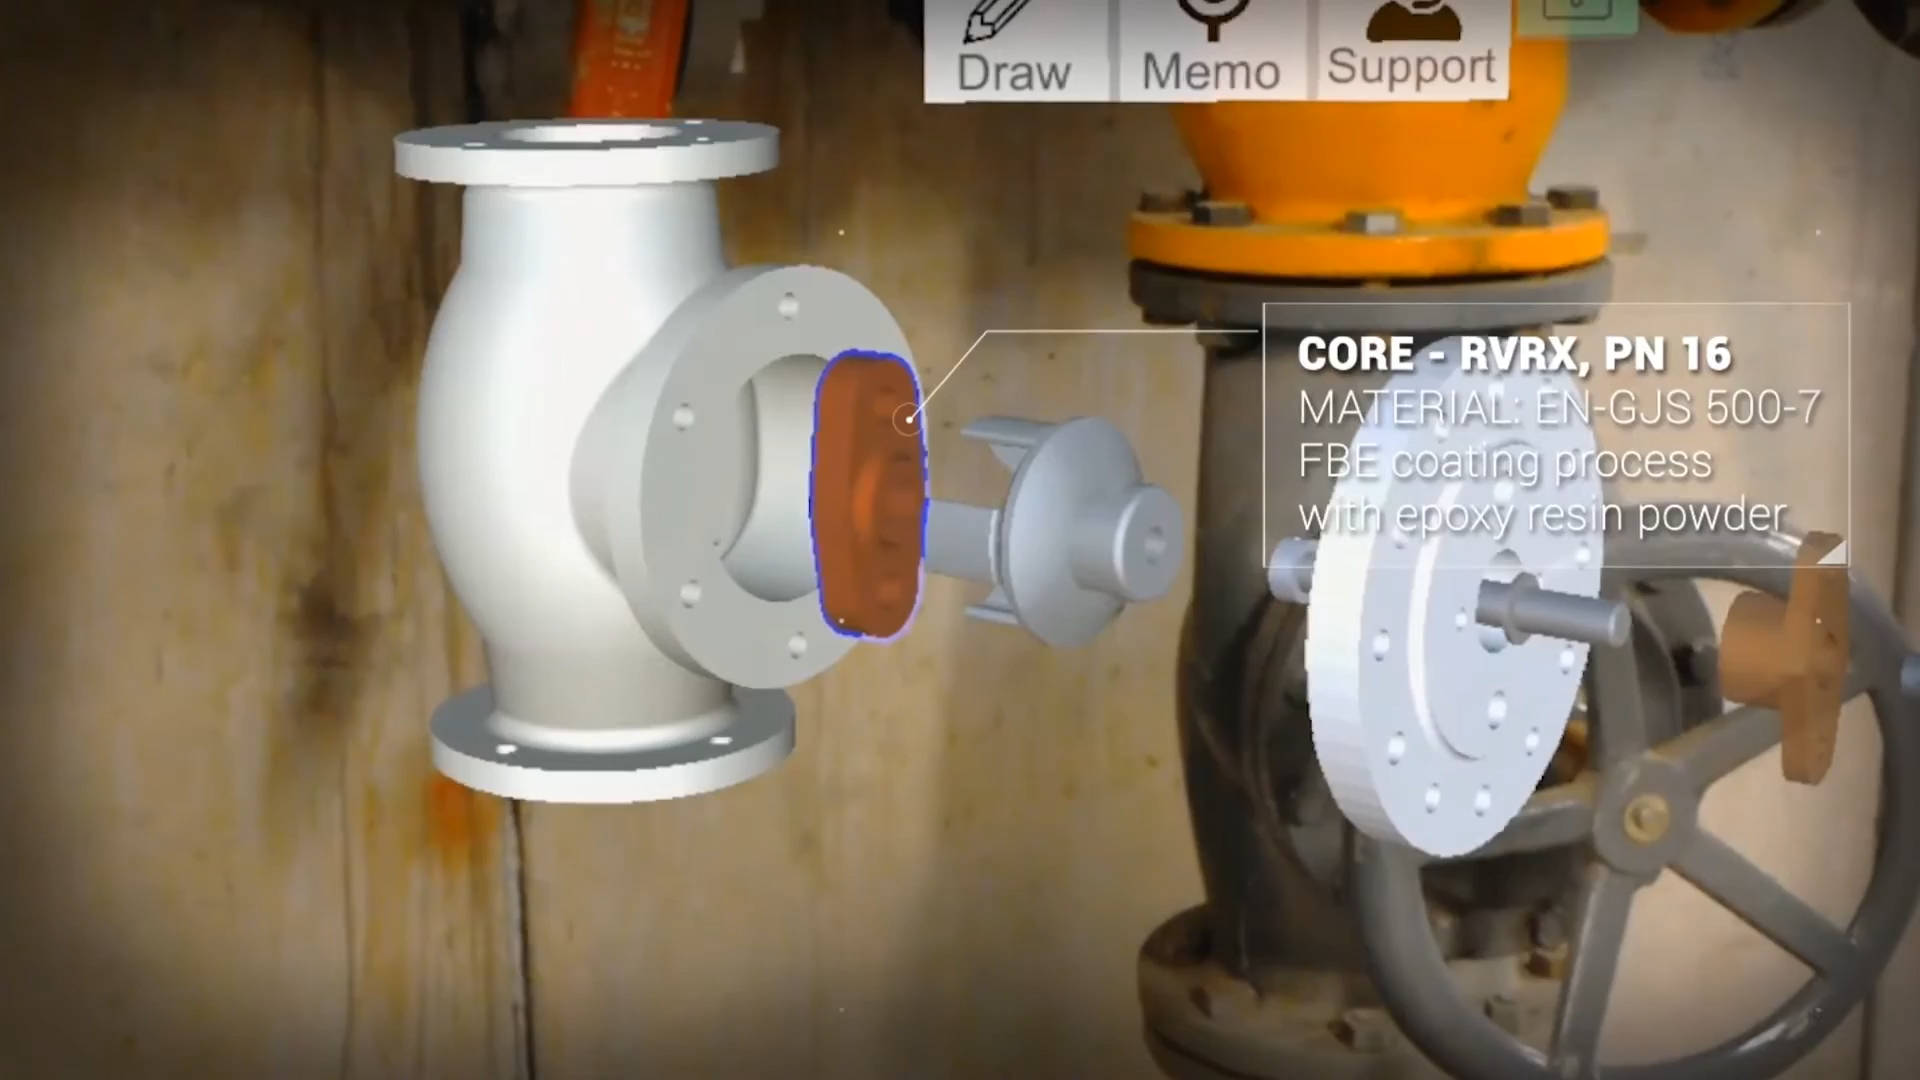 Draw
Memo
Support
CORE - RVRX, PN 16
MATERIAL: EN-GJS 500-7
FBE coating process
with epoxy resin powder